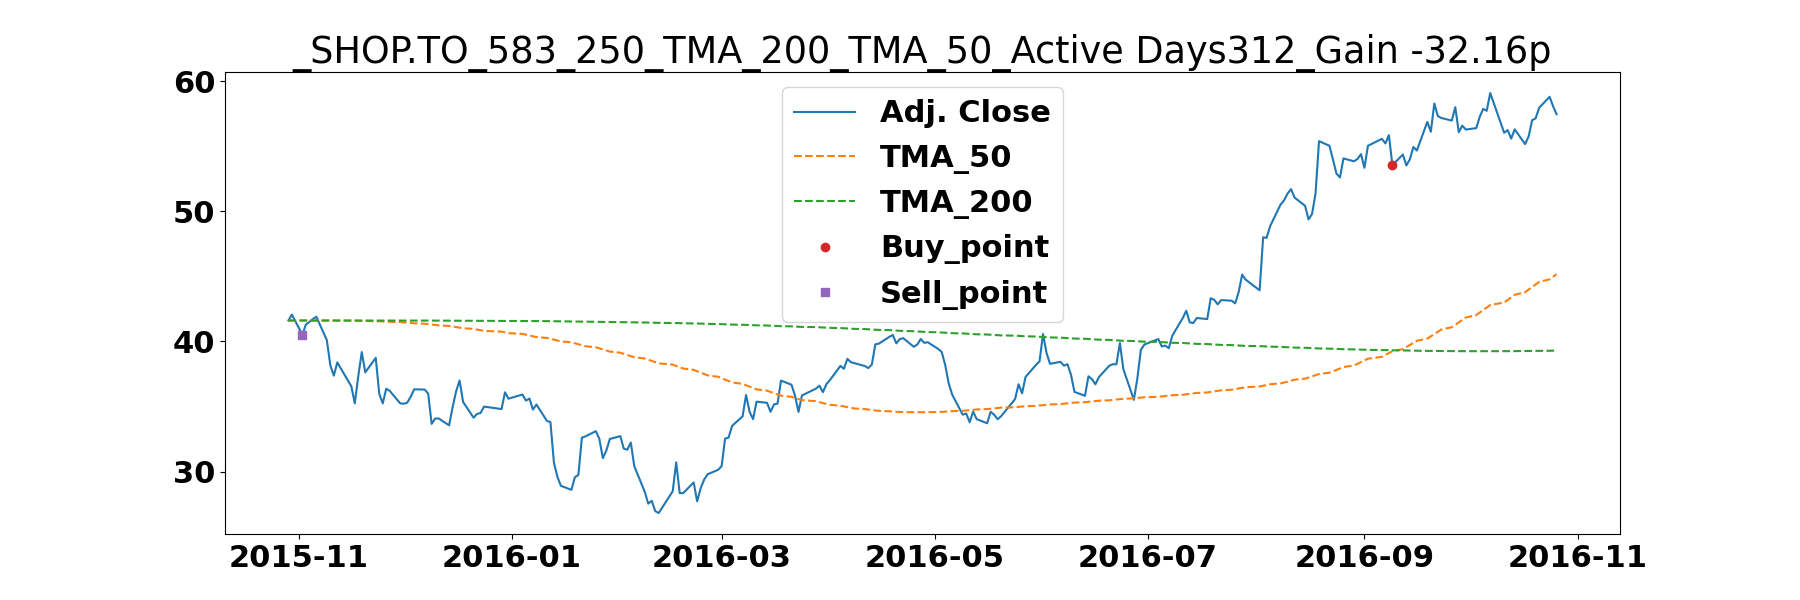 _SHOP.TO_583_250_TMA_200_TMA_50_Active Days312_Gain -32.16p
60
50
40
30
Adj. Close
TMA_50
TMA_200
Buy_point
Sell_point
2015-11 2016-01 2016-03 2016-05 2016-07 2016-09 2016-11